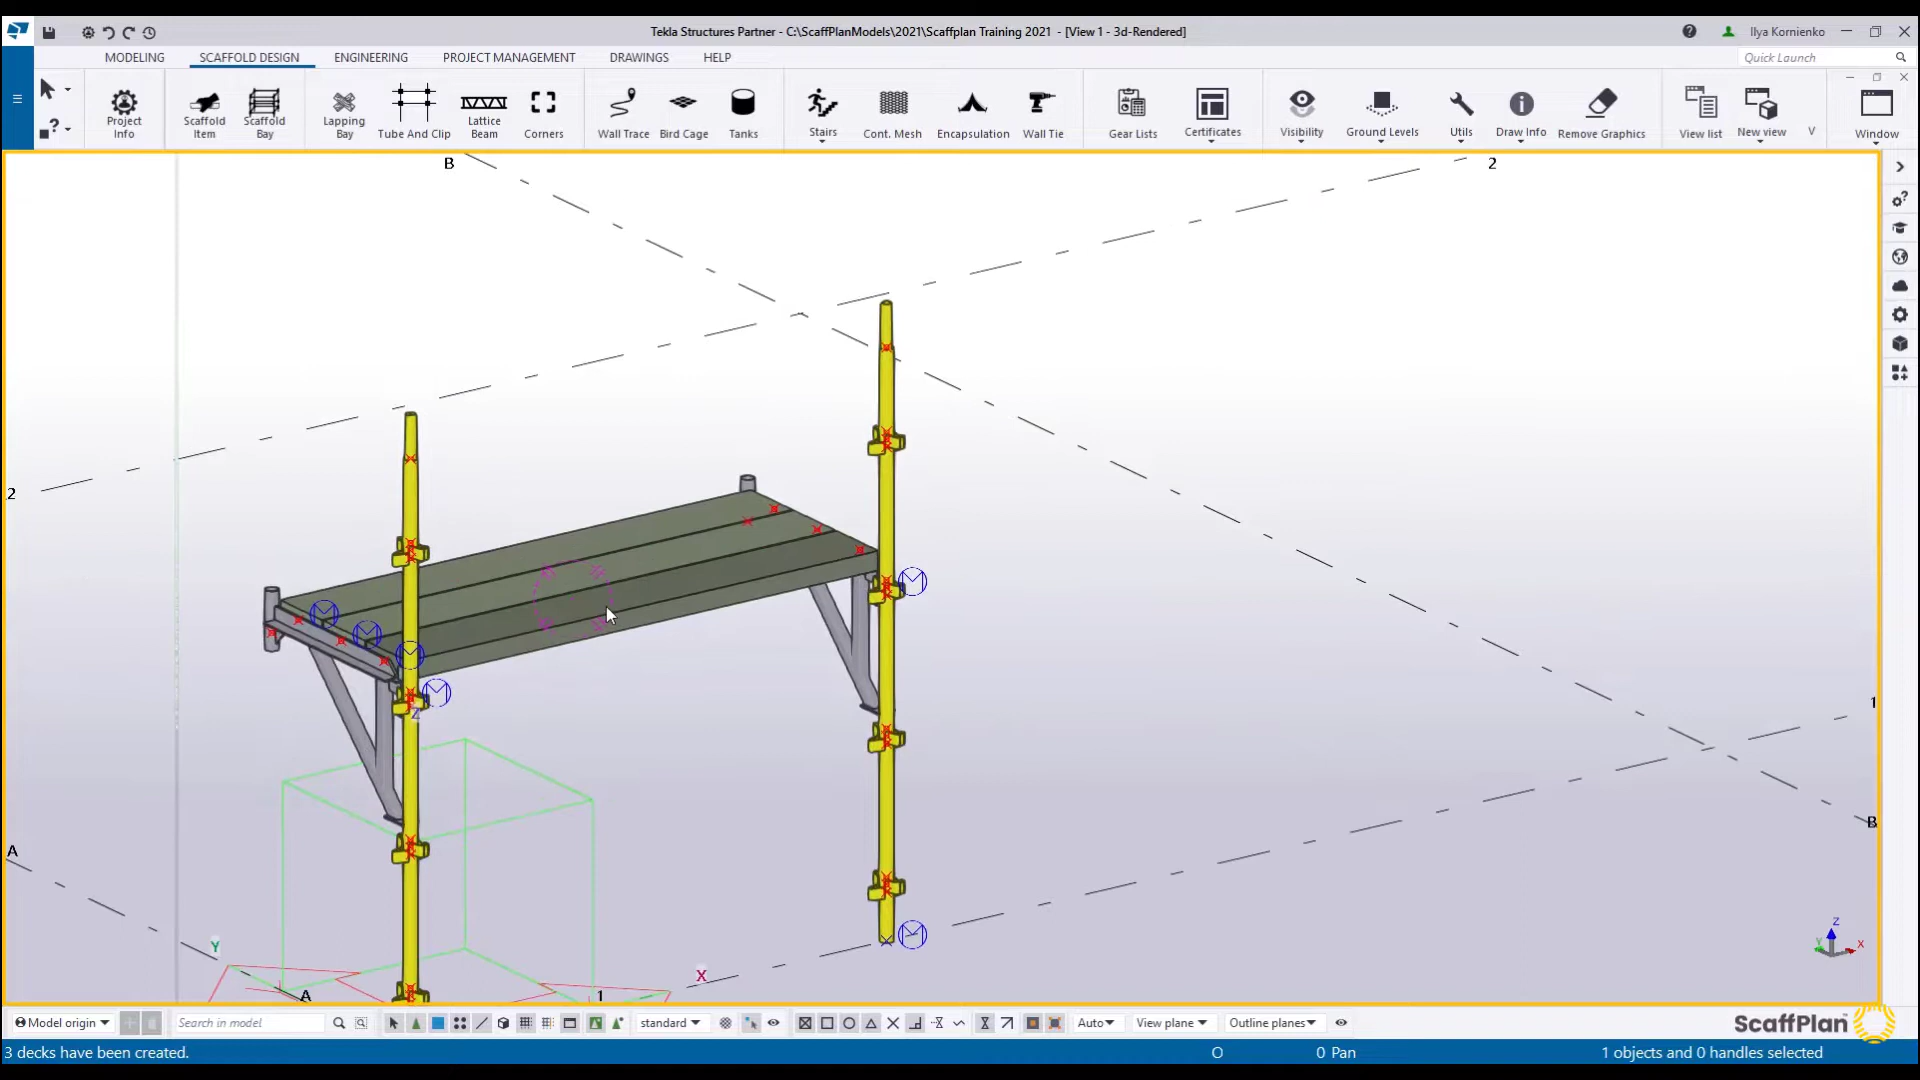 Tekla Structures Partner - C:\ScaffPlanModels\2021\Scaffplan Training 2021 - [View 1 - 3d-Rendered]
Ilya Kornienko
MODELING
SCAFFOLD DESIGN
ENGINEERING
PROJECT MANAGEMENT
DRAWINGS
HELP
Quick Launch
Project Info
Scaffold Item
Scaffold Bay
Lapping Bay
Tube And Clip
Lattice Beam
Corners
Wall Trace
Bird Cage
Tanks
Stairs
Cont. Mesh
Encapsulation
Wall Tie
Gear Lists
Certificates
Visibility
Ground Levels
Utils
Draw Info
Remove Graphics
View list
New view
V
Window
B
2
2
1
B
A
Z
Y
X
A
1
Z
Y
X
Model origin
Search in model
standard
Auto
View plane
Outline planes
ScaffPlan
3 decks have been created.
O
0 Pan
1 objects and 0 handles selected